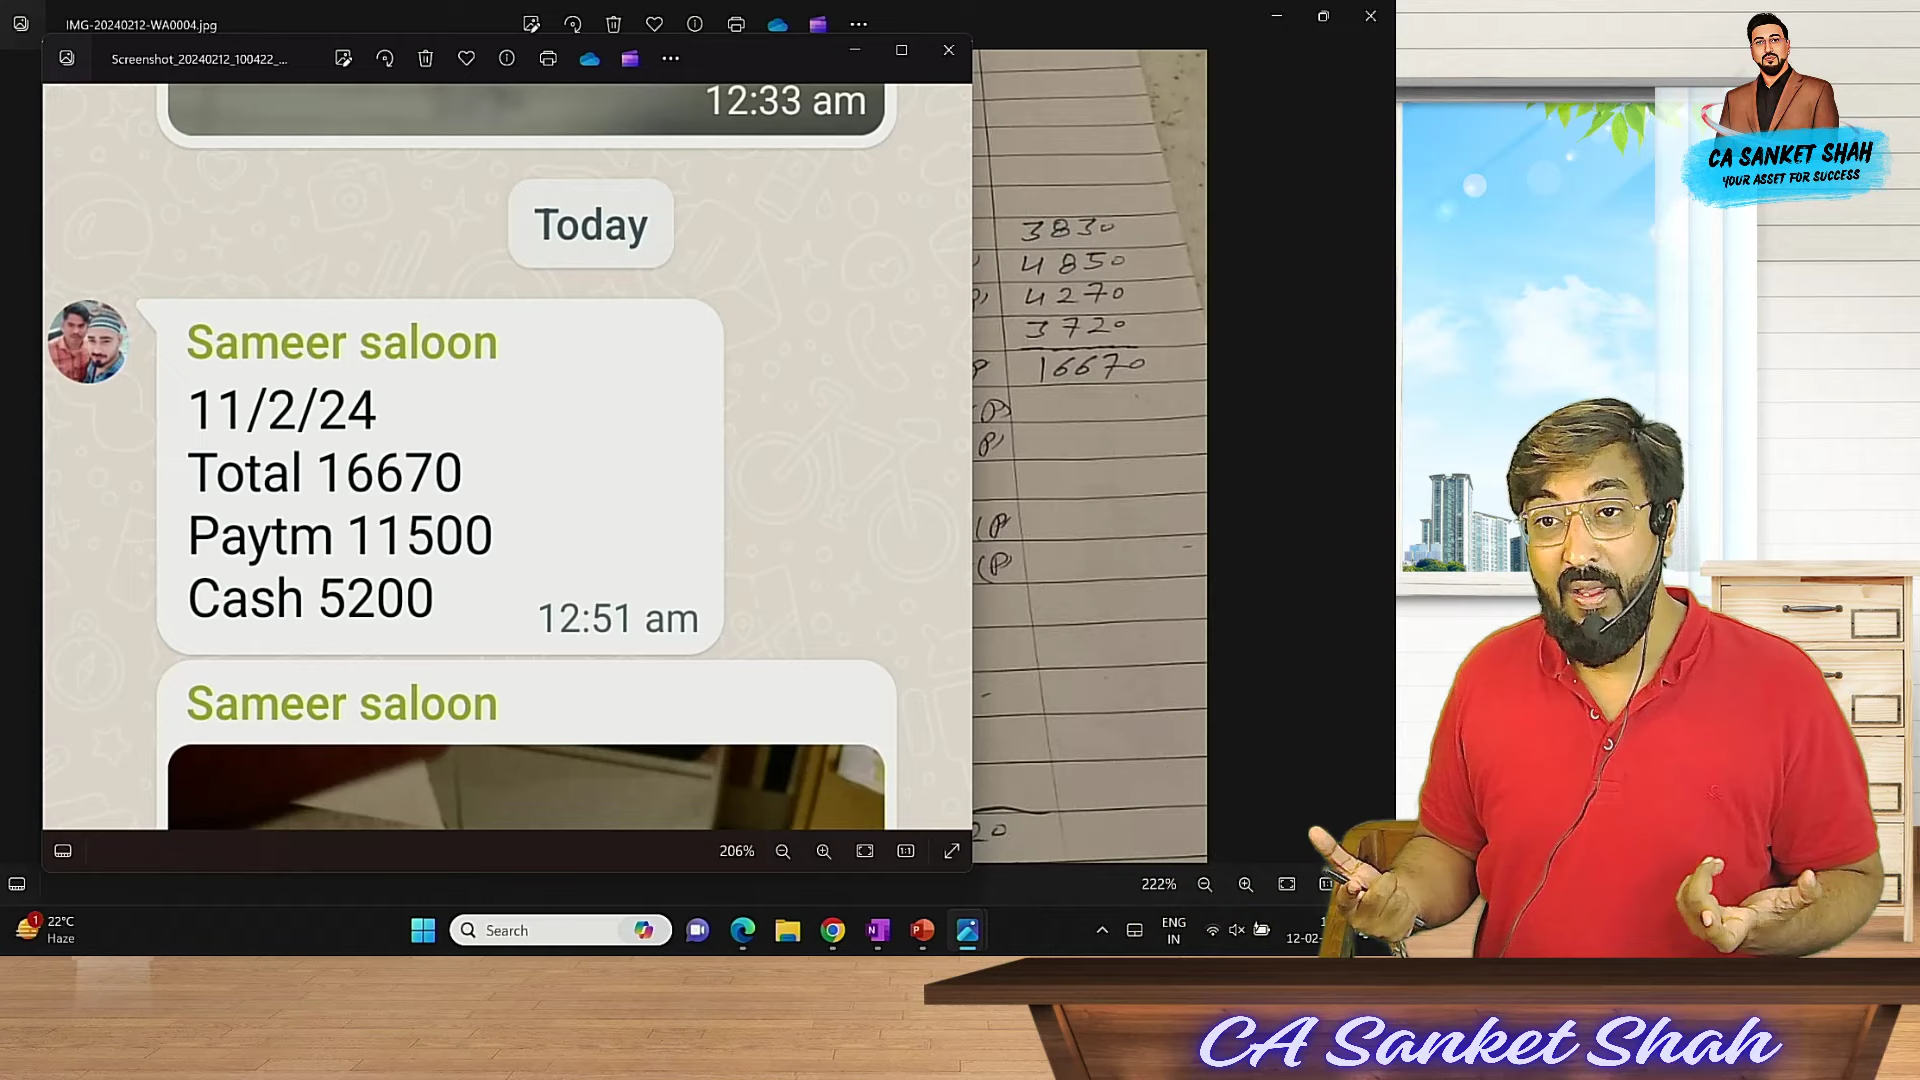 IMG-20240212-WA0004.jpg
Screenshot_20240212_100422_...
12:33 am
Today
Sameer saloon
11/2/24
Total 16670
Paytm 11500
Cash 5200
12:51 am
Sameer saloon
206%
3830
4850
4270
3720
16670
(P)
(P)
(P
(P)
20
222%
CA SANKET SHAH
YOUR ASSET FOR SUCCESS
1
22°C
Haze
Search
ENG
IN
12-02-
CA Sanket Shah